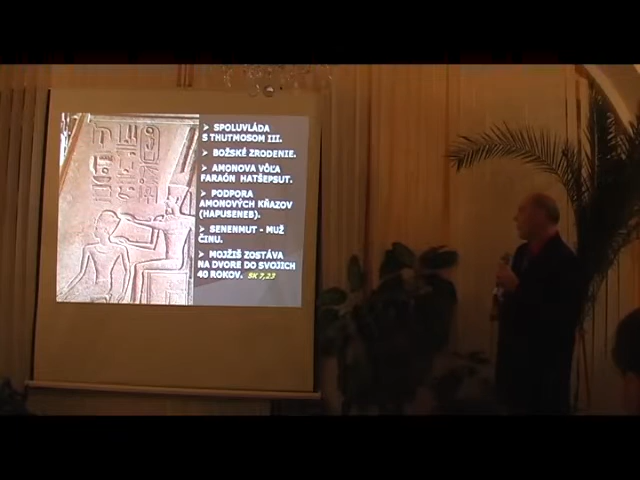 ➢ SPOLUVLÁDA
S THUTMOSOM III.
➢ BOŽSKÉ ZRODENIE.
➢ AMONOVA VÔĽA
FARAÓN HATŠEPSUT.
➢ PODPORA
AMONOVÝCH KŇAZOV
(HAPUSENEB).
➢ SENENMUT - MUŽ
ČINU.
➢ MOJŽIŠ ZOSTÁVA
NA DVORE DO SVOJICH
40 ROKOV. SK 7,23